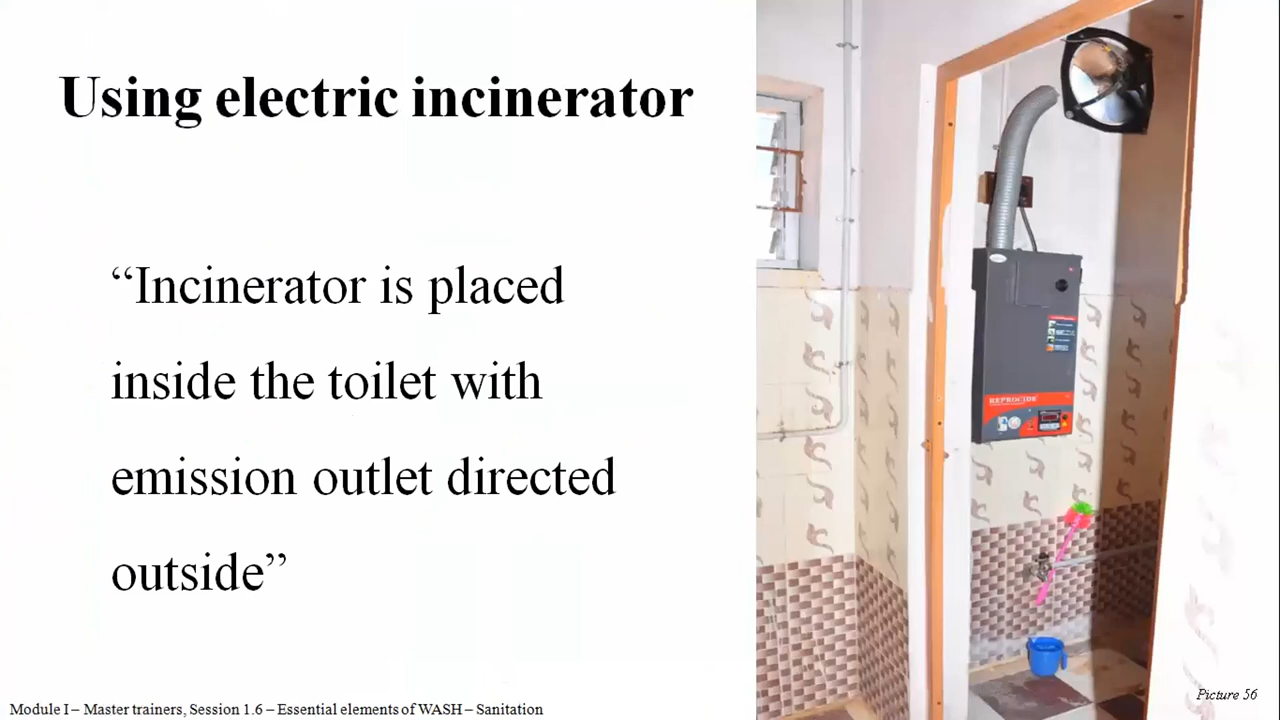 Using electric incinerator
“Incinerator is placed
inside the toilet with
emission outlet directed
outside”
REPROCIDE
Picture 56
Module I – Master trainers, Session 1.6 – Essential elements of WASH – Sanitation